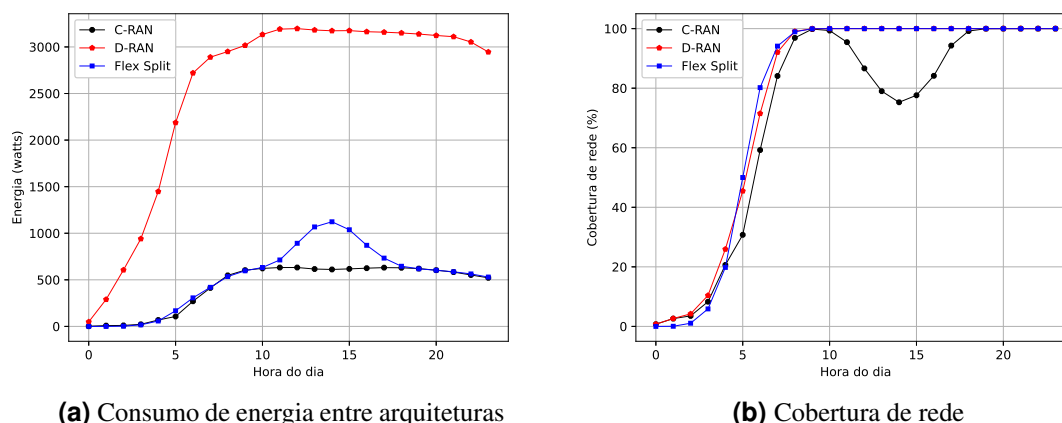 C-RAN
D-RAN
Flex Split
Energia (watts)
3000
2500
2000
1500
1000
500
0
0 5 10 15 20
Hora do dia
(a) Consumo de energia entre arquiteturas
C-RAN
D-RAN
Flex Split
Cobertura de rede (%)
100
80
60
40
20
0
0 5 10 15 20
Hora do dia
(b) Cobertura de rede